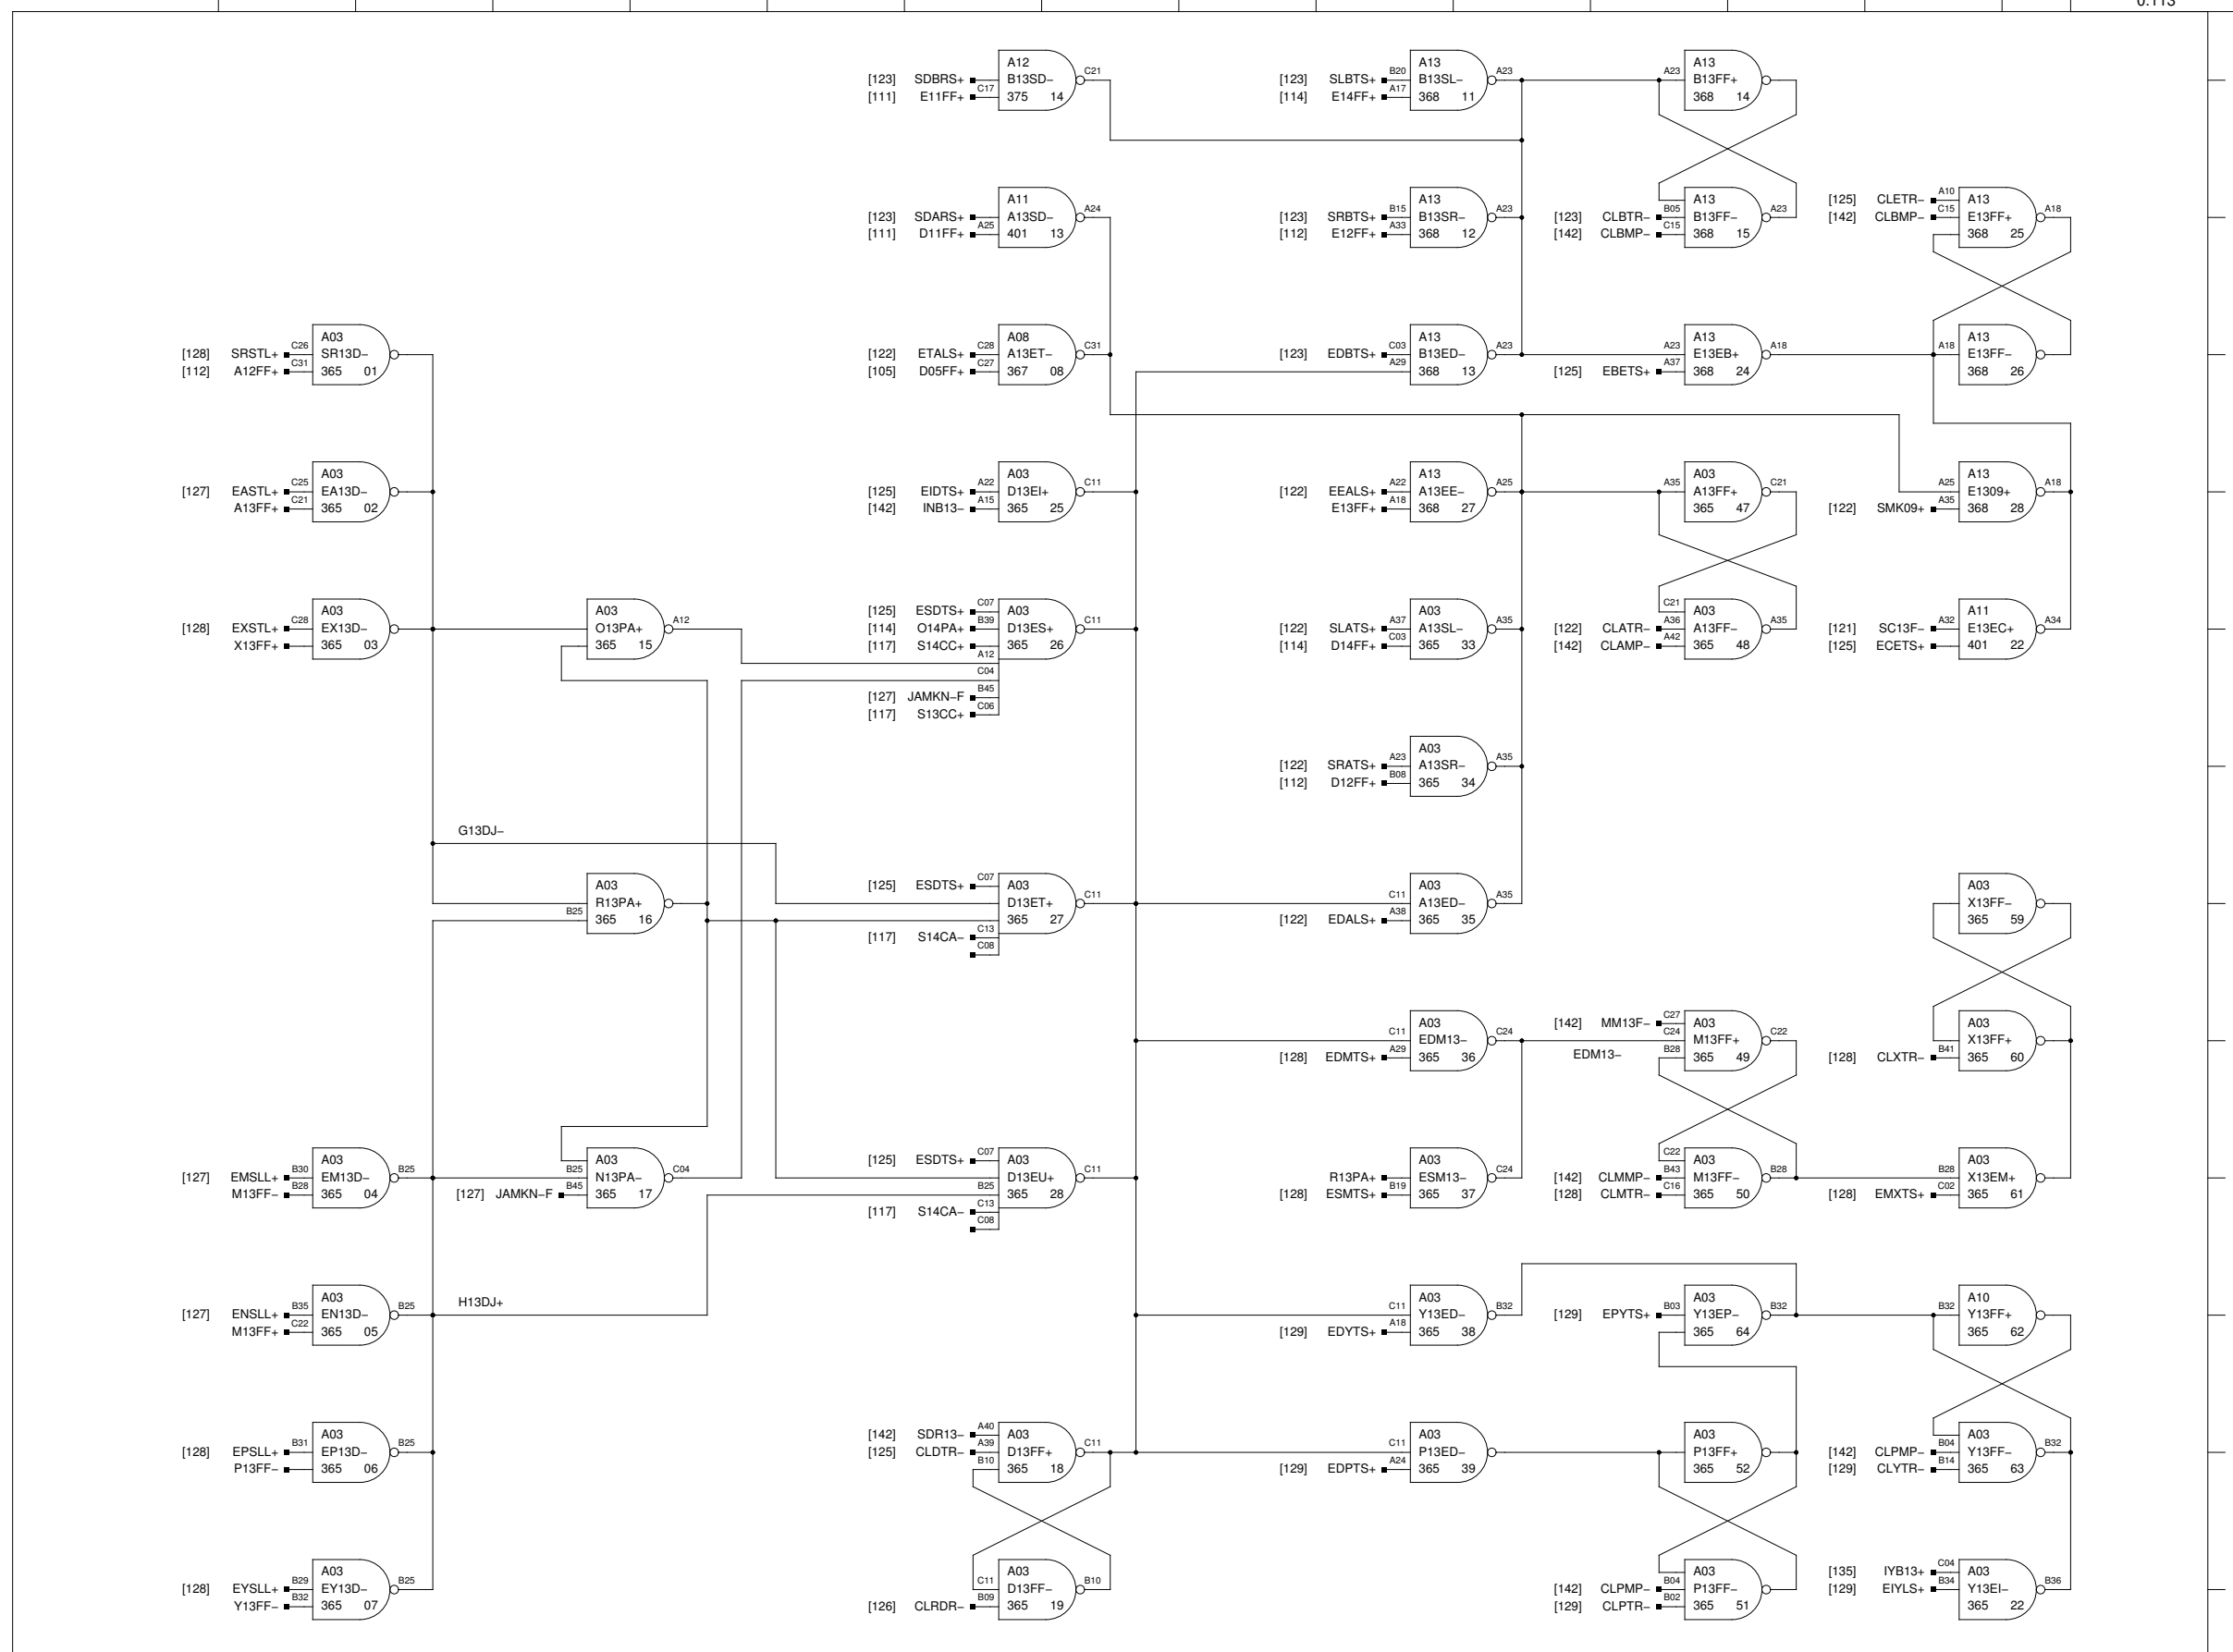 0.113
[123] SDBRS+
[111] E11FF+ C17
A12
B13SD−
375 14
C21
[123] SLBTS+ B20
[114] E14FF+ A17
A13
B13SL−
368 11
A23
A23
A13
B13FF+
368 14
[123] SDARS+
[111] D11FF+ A25
A11
A13SD−
401 13
A24
[123] SRBTS+ B15
[112] E12FF+ A33
A13
B13SR−
368 12
A23
[123] CLBTR− B05
[142] CLBMP− C15
A13
B13FF−
368 15
A23
[125] CLETR− A10
[142] CLBMP− C15
A13
E13FF+
368 25
A18
[128] SRSTL+ C26
[112] A12FF+ C31
A03
SR13D−
365 01
[122] ETALS+ C28
[105] D05FF+ C27
A08
A13ET−
367 08
C31
[123] EDBTS+ C03
A29
A13
B13ED−
368 13
A23
A23
[125] EBETS+ A37
A13
E13EB+
368 24
A18
A18
A13
E13FF−
368 26
[127] EASTL+ C25
A13FF+ C21
A03
EA13D−
365 02
[125] EIDTS+ A22
[142] INB13− A15
A03
D13EI+
365 25
C11
[122] EEALS+ A22
E13FF+ A18
A13
A13EE−
368 27
A25
A35
A03
A13FF+
365 47
C21
A25
[122] SMK09+ A35
A13
E1309+
368 28
A18
[128] EXSTL+ C28
X13FF+
A03
EX13D−
365 03
A03
O13PA+
365 15
A12
[125] ESDTS+ C07
[114] O14PA+ B39
[117] S14CC+
A12
C04
[127] JAMKN−F B45
[117] S13CC+ C06
A03
D13ES+
365 26
C11
[122] SLATS+ A37
[114] D14FF+ C03
A03
A13SL−
365 33
A35
C21
[122] CLATR− A36
[142] CLAMP− A42
A03
A13FF−
365 48
A35
[121] SC13F− A32
[125] ECETS+
A11
E13EC+
401 22
A34
[122] SRATS+ A23
[112] D12FF+ B08
A03
A13SR−
365 34
A35
G13DJ−
B25
A03
R13PA+
365 16
[125] ESDTS+ C07
[117] S14CA− C13
C08
A03
D13ET+
365 27
C11
C11
[122] EDALS+ A38
A03
A13ED−
365 35
A35
A03
X13FF−
365 59
C11
[128] EDMTS+ A29
A03
EDM13−
365 36
C24
[142] MM13F− C27
C24
EDM13− B28
A03
M13FF+
365 49
C22
[128] CLXTR− B41
A03
X13FF+
365 60
[127] EMSLL+ B30
M13FF− B28
A03
EM13D−
365 04
B25
B25
[127] JAMKN−F B45
A03
N13PA−
365 17
C04
[125] ESDTS+ C07
B25
[117] S14CA− C13
C08
A03
D13EU+
365 28
C11
R13PA+
[128] ESMTS+ B19
A03
ESM13−
365 37
C24
C22
[142] CLMMP− B43
[128] CLMTR− C16
A03
M13FF−
365 50
B28
B28
[128] EMXTS+ C02
A03
X13EM+
365 61
[127] ENSLL+ B35
M13FF+ C22
A03
EN13D−
365 05
B25
H13DJ+
C11
[129] EDYTS+ A18
A03
Y13ED−
365 38
B32
[129] EPYTS+ B03
A03
Y13EP−
365 64
B32
B32
A10
Y13FF+
365 62
[128] EPSLL+ B31
P13FF−
A03
EP13D−
365 06
B25
[142] SDR13− A40
[125] CLDTR− A39
B10
A03
D13FF+
365 18
C11
C11
[129] EDPTS+ A24
A03
P13ED−
365 39
A03
P13FF+
365 52
[142] CLPMP− B04
[129] CLYTR− B14
A03
Y13FF−
365 63
B32
[128] EYSLL+ B29
Y13FF− B32
A03
EY13D−
365 07
B25
C11
[126] CLRDR− B09
A03
D13FF−
365 19
B10
[142] CLPMP− B04
[129] CLPTR− B02
A03
P13FF−
365 51
[135] IYB13+ C04
[129] EIYLS+ B34
A03
Y13EI−
365 22
B36